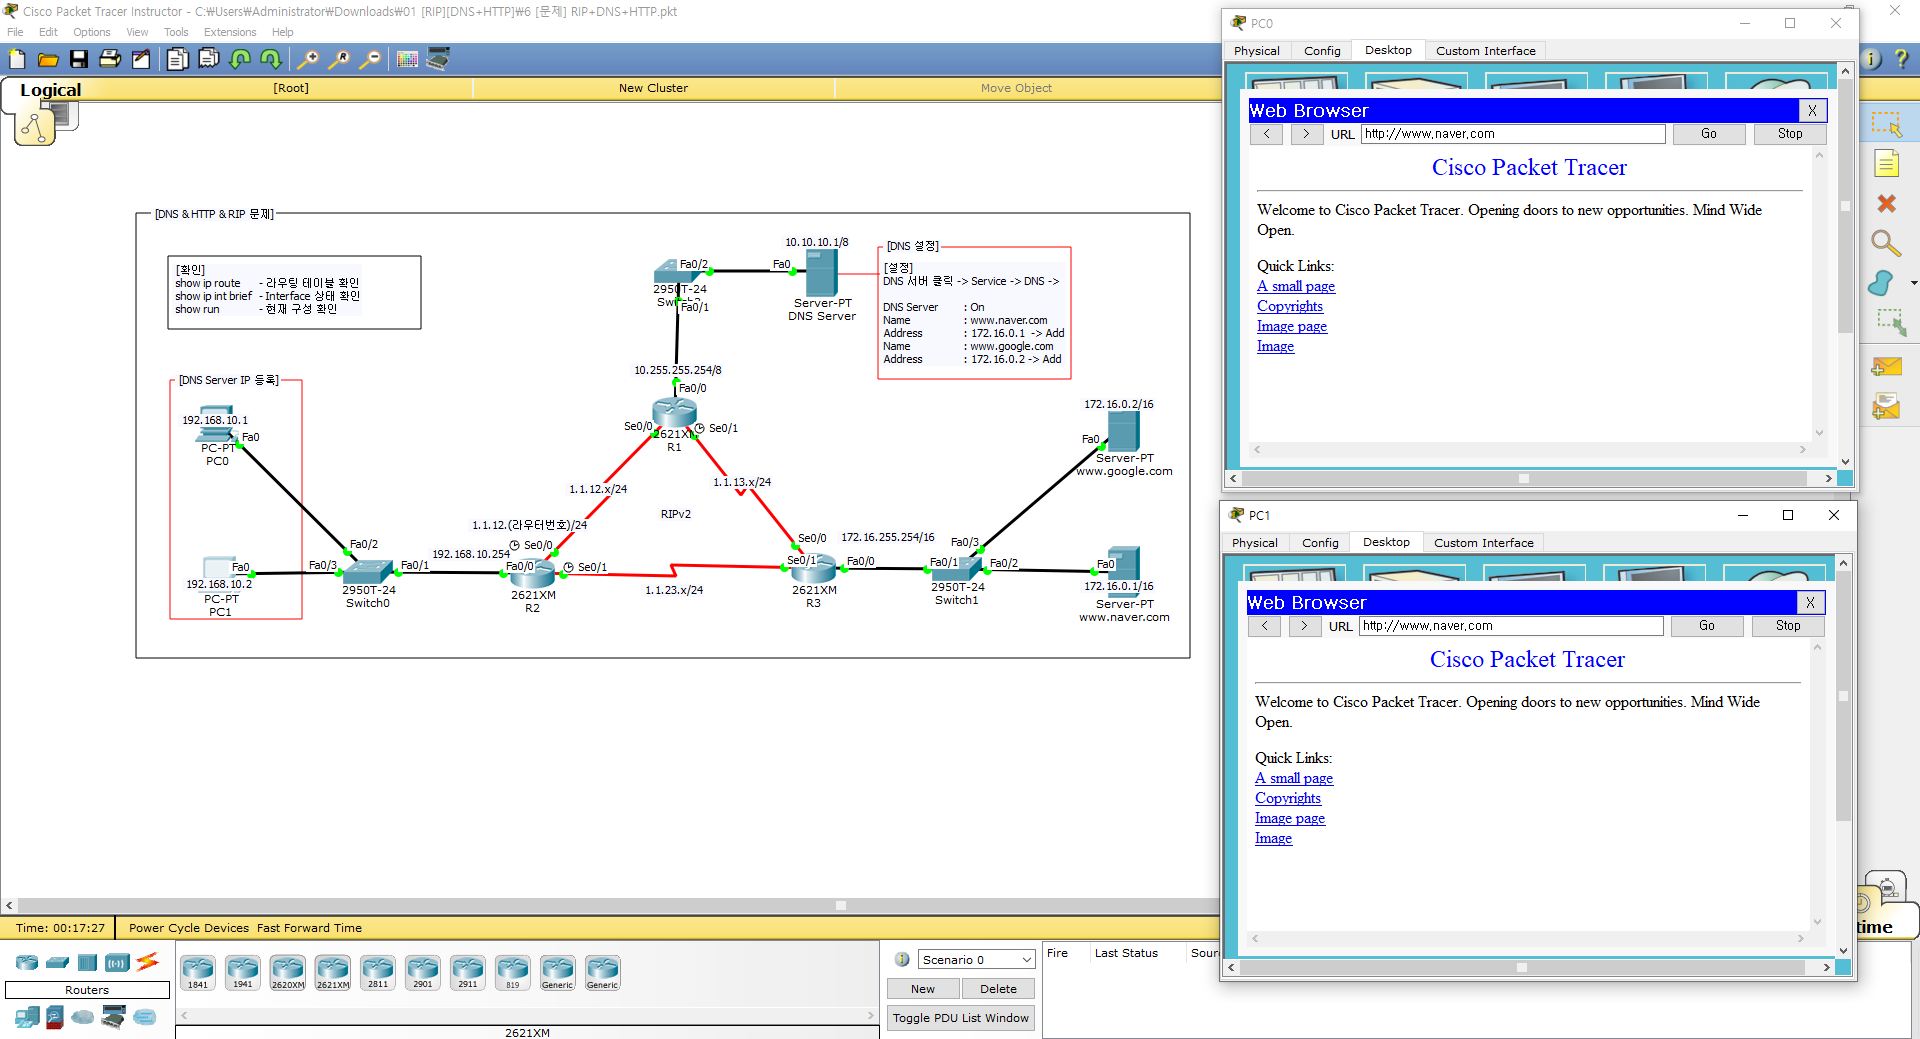 Cisco Packet Tracer Instructor - C:₩Users₩Administrator₩Downloads₩01 [RIP][DNS+HTTP]₩6 [문제] RIP+DNS+HTTP.pkt
File Edit Options View Tools Extensions Help
Logical
[Root]
New Cluster
Move Object
[DNS & HTTP & RIP 문제]
[확인]
show ip route - 라우팅 테이블 확인
show ip int brief - Interface 상태 확인
show run - 현재 구성 확인
10.10.10.1/8
Fa0/2
Fa0
2950T-24
Fa0/1
Server-PT
DNS Server
[DNS 설정]
[설정]
DNS 서버 클릭 -> Service -> DNS ->
DNS Server : On
Name : www.naver.com
Address : 172.16.0.1 -> Add
Name : www.google.com
Address : 172.16.0.2 -> Add
10.255.255.254/8
Fa0/0
Se0/0
Se0/1
2621XM
R1
[DNS Server IP 등록]
192.168.10.1
Fa0
PC-PT
PC0
172.16.0.2/16
Fa0
Server-PT
www.google.com
1.1.12.x/24
1.1.13.x/24
RIPv2
1.1.12.(라우터번호)/24
Se0/0
192.168.10.254
Fa0/0
Se0/1
2621XM
R2
1.1.23.x/24
Fa0/2
Fa0/3
Fa0/1
2950T-24
Switch0
Fa0
192.168.10.2
PC-PT
PC1
Se0/0
172.16.255.254/16
Se0/1
Fa0/0
2621XM
R3
Fa0/3
Fa0/1
Fa0/2
2950T-24
Switch1
Fa0
172.16.0.1/16
Server-PT
www.naver.com
PC0
Physical Config Desktop Custom Interface
Web Browser X
< > URL http://www.naver.com Go Stop
Cisco Packet Tracer
Welcome to Cisco Packet Tracer. Opening doors to new opportunities. Mind Wide
Open.
Quick Links:
A small page
Copyrights
Image page
Image
PC1
Physical Config Desktop Custom Interface
Web Browser X
< > URL http://www.naver.com Go Stop
Cisco Packet Tracer
Welcome to Cisco Packet Tracer. Opening doors to new opportunities. Mind Wide
Open.
Quick Links:
A small page
Copyrights
Image page
Image
Time: 00:17:27
Power Cycle Devices Fast Forward Time
Routers
1841 1941 2620XM 2621XM 2811 2901 2911 819 Generic Generic
2621XM
Scenario 0
New Delete
Toggle PDU List Window
Fire Last Status